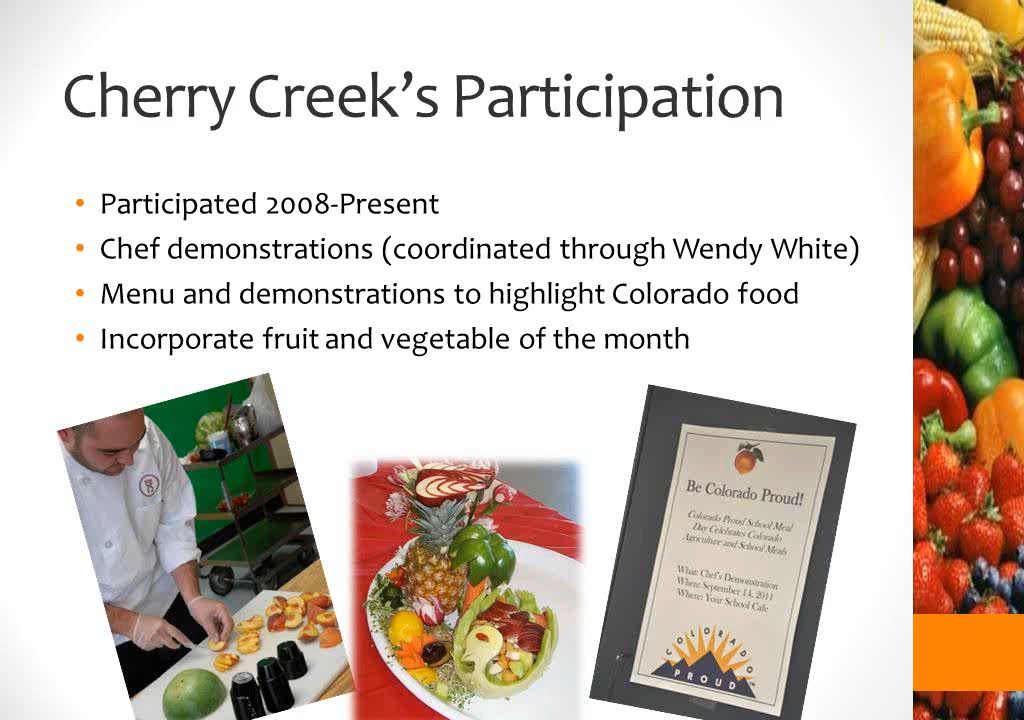 Cherry Creek’s Participation
• Participated 2008-Present
• Chef demonstrations (coordinated through Wendy White)
• Menu and demonstrations to highlight Colorado food
• Incorporate fruit and vegetable of the month
Be Colorado Proud!
Colorado Proud School Meal
Day Celebrates Colorado
Agriculture and School Meals
What: Chef's Demonstration
When: September 14, 2011
Where: Your School Cafe
COLORADO
PROUD